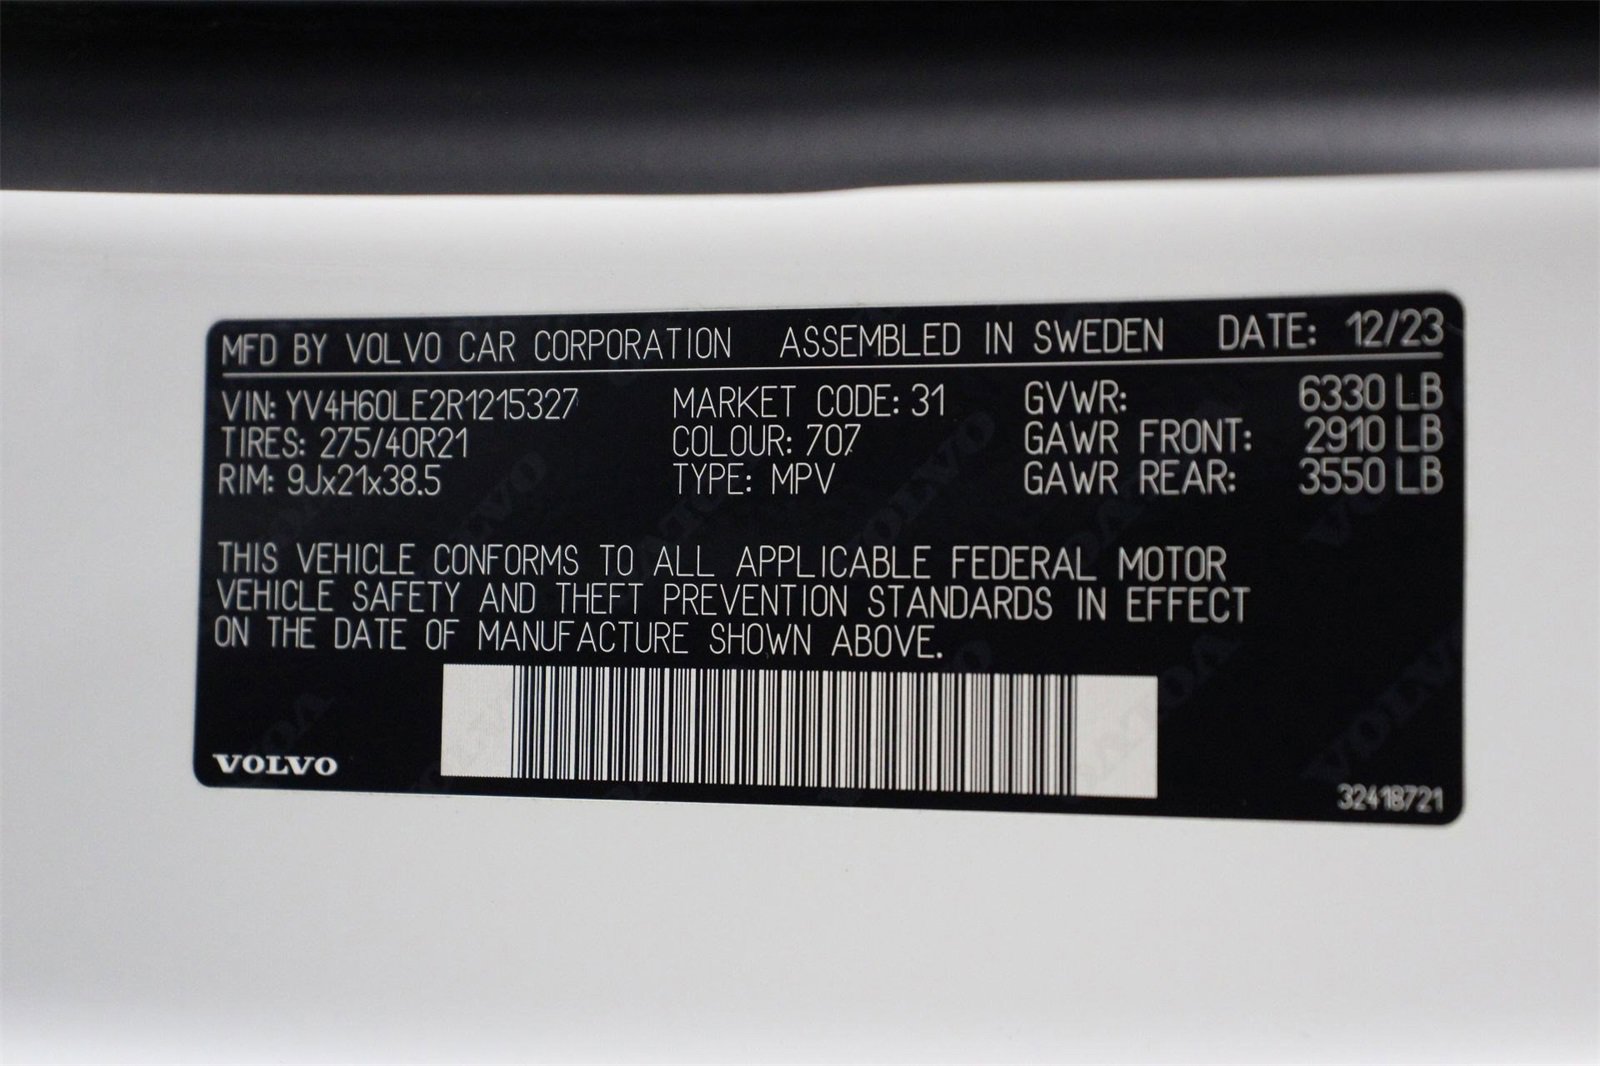 MFD BY VOLVO CAR CORPORATION ASSEMBLED IN SWEDEN DATE: 12/23
VIN: YV4H60LE2R1215327 MARKET CODE: 31 GVWR: 6330 LB
TIRES: 275/40R21 COLOUR: 707 GAWR FRONT: 2910 LB
RIM: 9Jx21x38.5 TYPE: MPV GAWR REAR: 3550 LB
THIS VEHICLE CONFORMS TO ALL APPLICABLE FEDERAL MOTOR
VEHICLE SAFETY AND THEFT PREVENTION STANDARDS IN EFFECT
ON THE DATE OF MANUFACTURE SHOWN ABOVE.
VOLVO
32418721